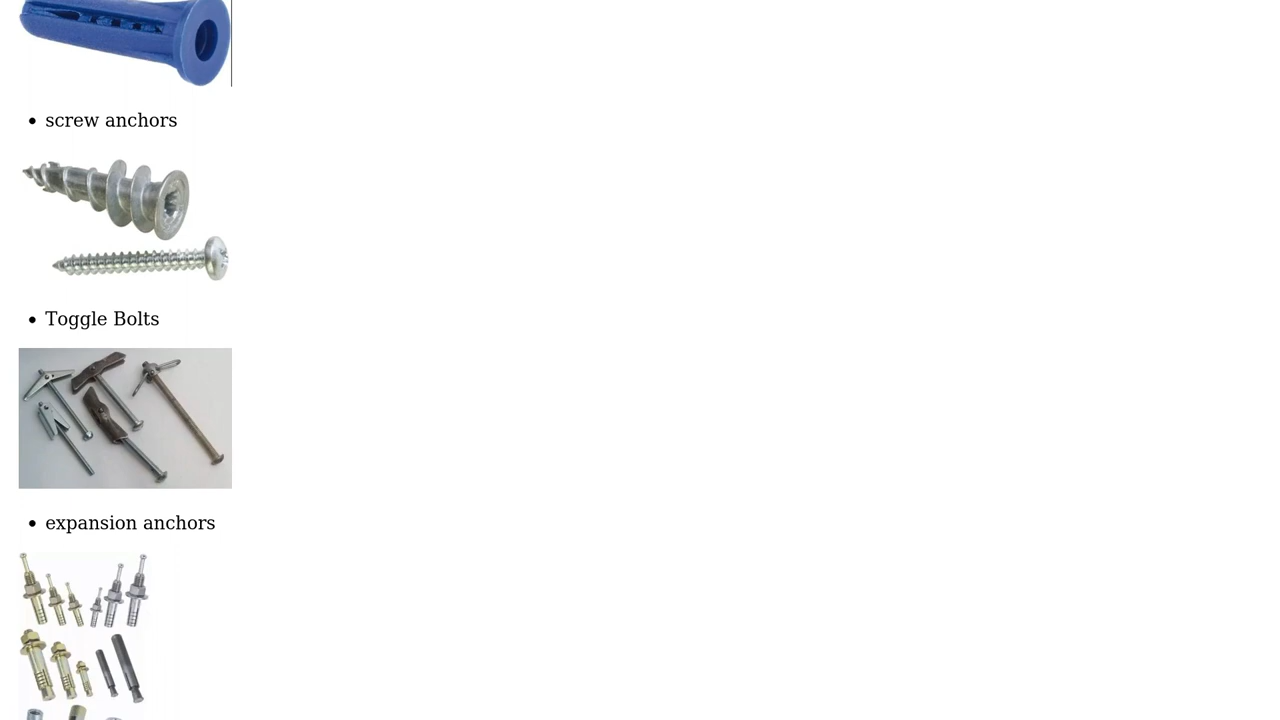 • screw anchors
• Toggle Bolts
• expansion anchors